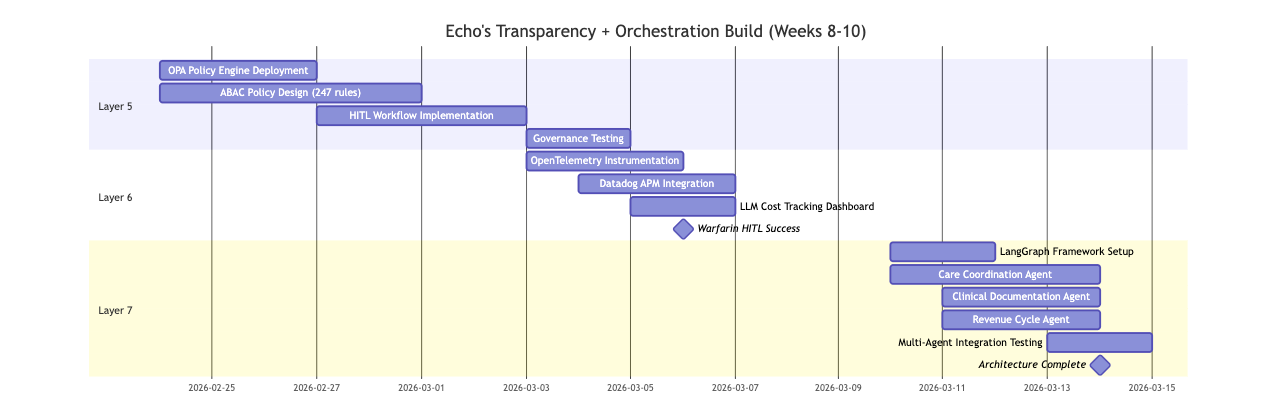 Echo's Transparency + Orchestration Build (Weeks 8-10)
OPA Policy Engine Deployment
ABAC Policy Design (247 rules)
Layer 5
HITL Workflow Implementation
Governance Testing
OpenTelemetry Instrumentation
Datadog APM Integration
Layer 6
LLM Cost Tracking Dashboard
Warfarin HITL Success
LangGraph Framework Setup
Care Coordination Agent
Clinical Documentation Agent
Layer 7
Revenue Cycle Agent
Multi-Agent Integration Testing
Architecture Complete
2026-02-25 2026-02-27 2026-03-01 2026-03-03 2026-03-05 2026-03-07 2026-03-09 2026-03-11 2026-03-13 2026-03-15